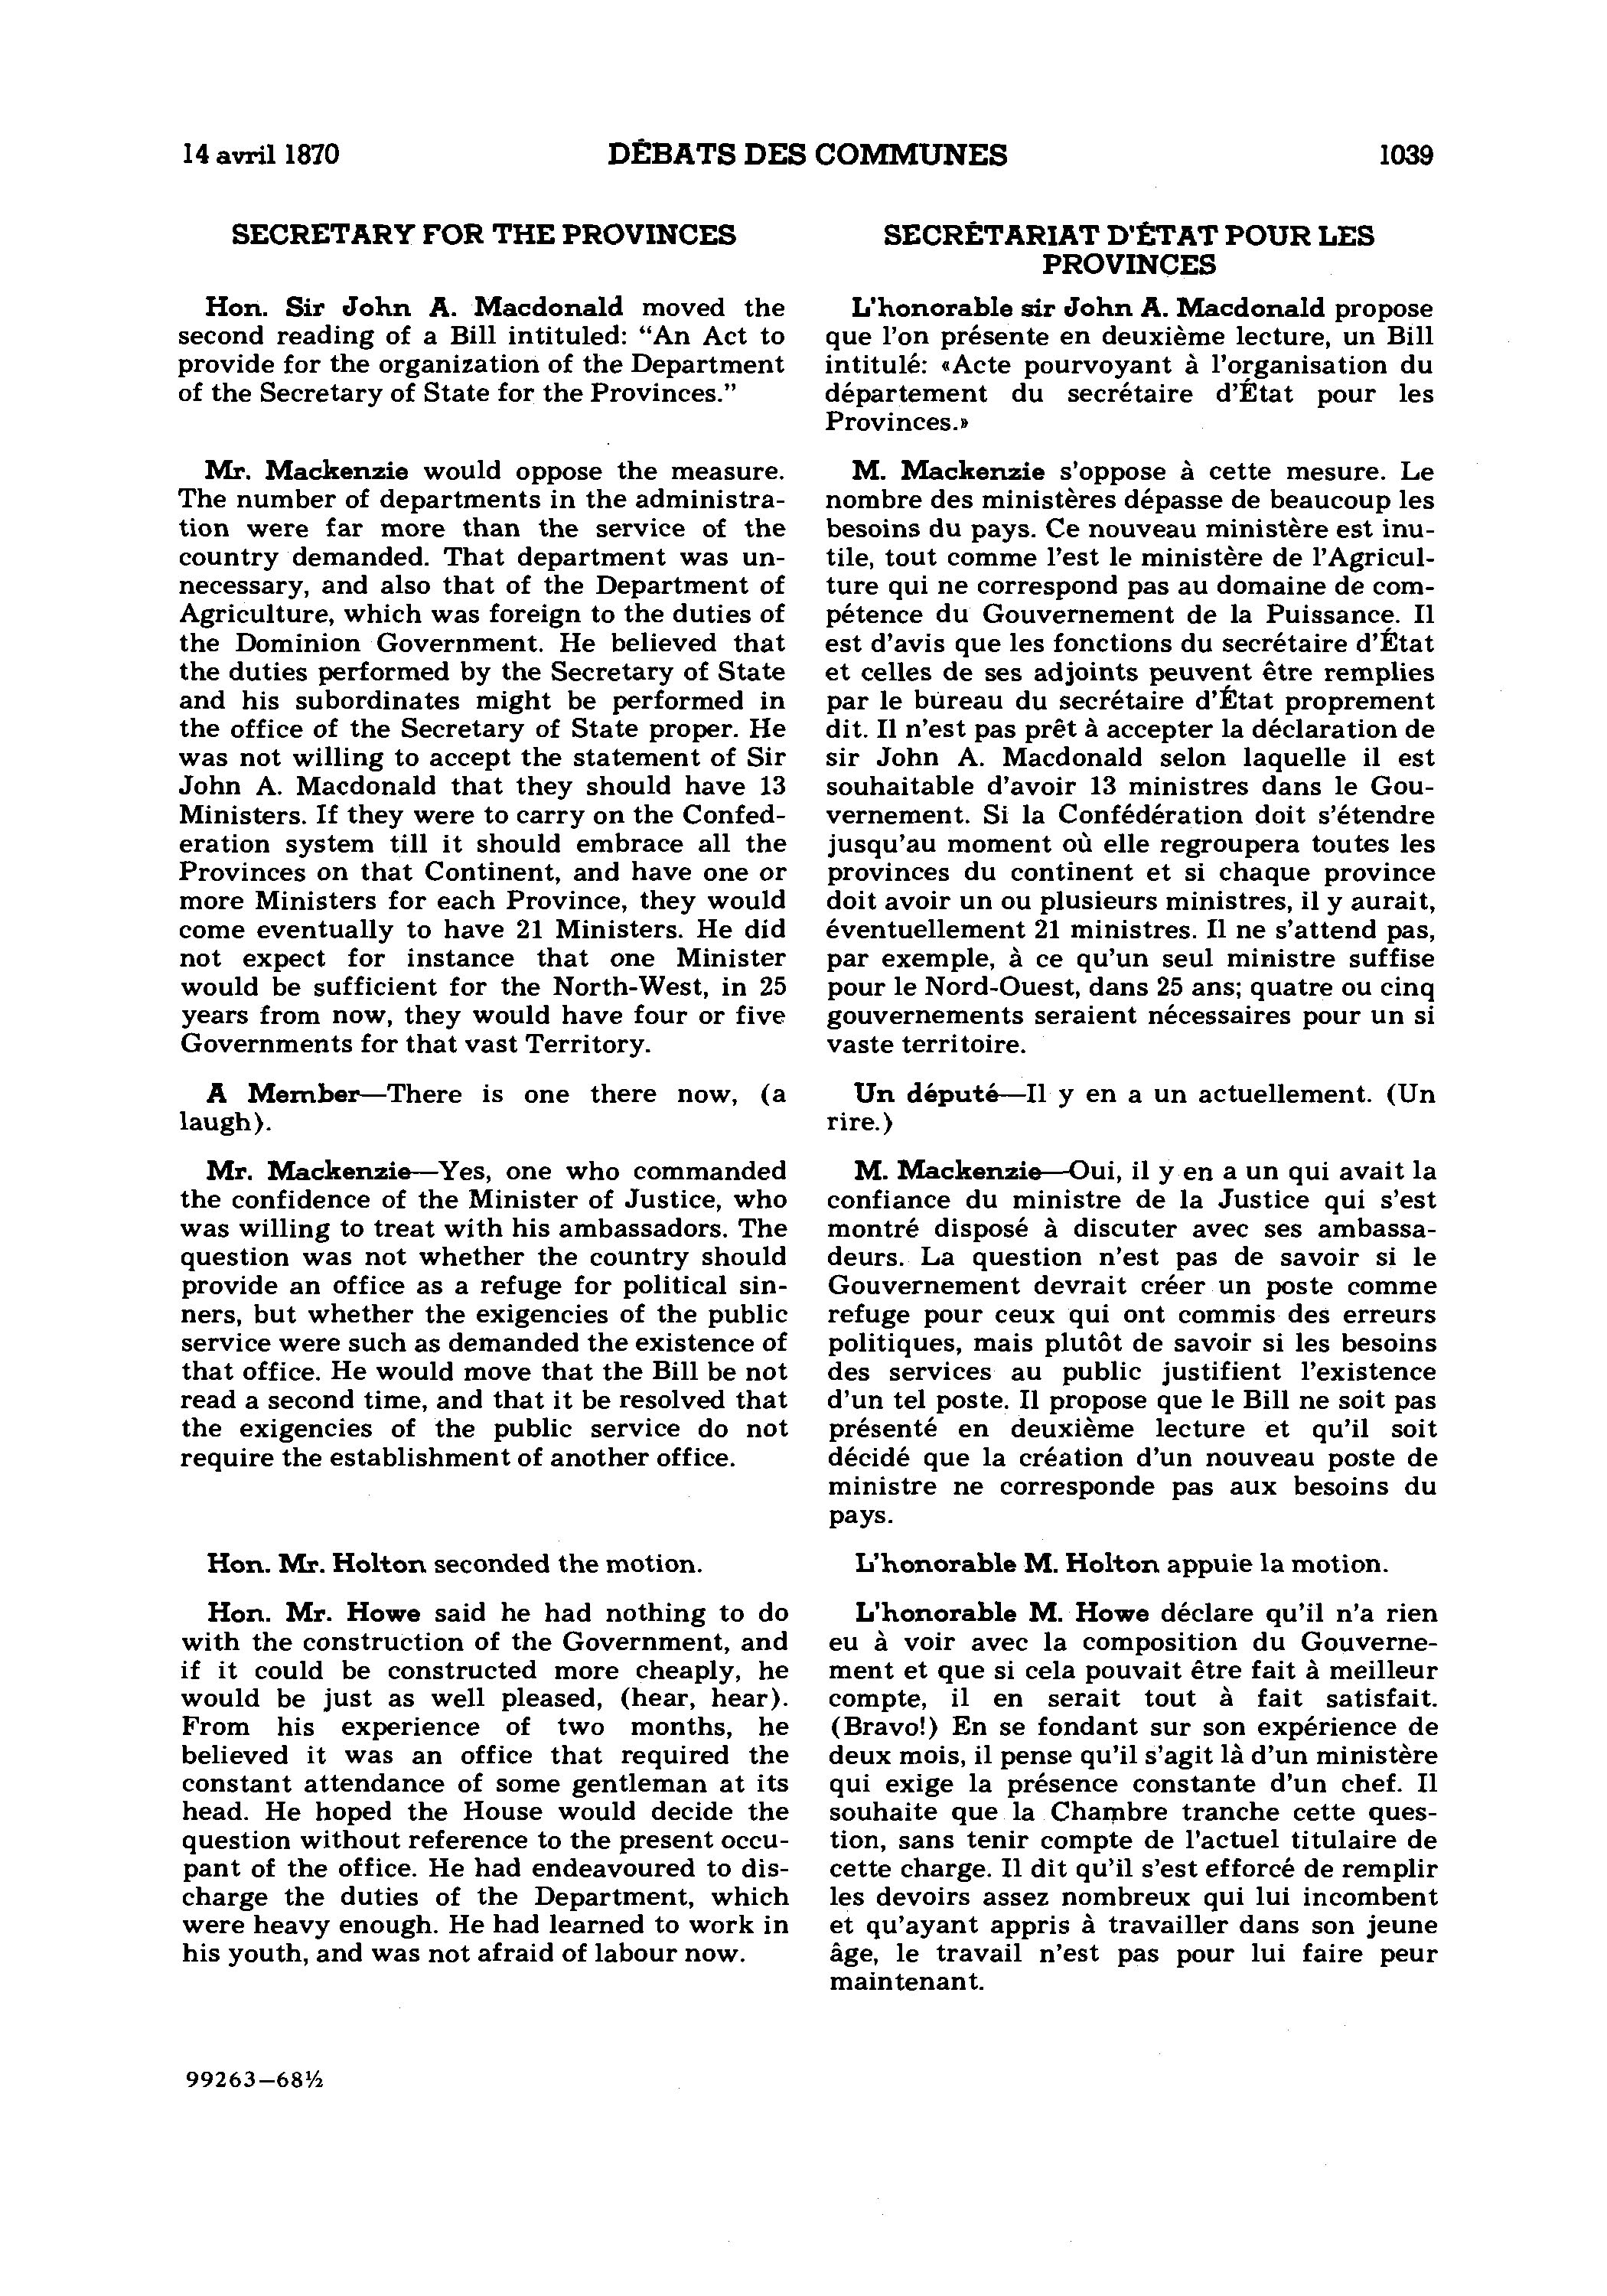 14 avril 1870
DÉBATS DES COMMUNES
1039
SECRETARY FOR THE PROVINCES
Hon. Sir John A. Macdonald moved the
second reading of a Bill intituled: “An Act to
provide for the organization of the Department
of the Secretary of State for the Provinces.”
Mr. Mackenzie would oppose the measure.
The number of departments in the administra-
tion were far more than the service of the
country demanded. That department was un-
necessary, and also that of the Department of
Agriculture, which was foreign to the duties of
the Dominion Government. He believed that
the duties performed by the Secretary of State
and his subordinates might be performed in
the office of the Secretary of State proper. He
was not willing to accept the statement of Sir
John A. Macdonald that they should have 13
Ministers. If they were to carry on the Confed-
eration system till it should embrace all the
Provinces on that Continent, and have one or
more Ministers for each Province, they would
come eventually to have 21 Ministers. He did
not expect for instance that one Minister
would be sufficient for the North-West, in 25
years from now, they would have four or five
Governments for that vast Territory.
A Member—There is one there now, (a
laugh).
Mr. Mackenzie—Yes, one who commanded
the confidence of the Minister of Justice, who
was willing to treat with his ambassadors. The
question was not whether the country should
provide an office as a refuge for political sin-
ners, but whether the exigencies of the public
service were such as demanded the existence of
that office. He would move that the Bill be not
read a second time, and that it be resolved that
the exigencies of the public service do not
require the establishment of another office.
Hon. Mr. Holton seconded the motion.
Hon. Mr. Howe said he had nothing to do
with the construction of the Government, and
if it could be constructed more cheaply, he
would be just as well pleased, (hear, hear).
From his experience of two months, he
believed it was an office that required the
constant attendance of some gentleman at its
head. He hoped the House would decide the
question without reference to the present occu-
pant of the office. He had endeavoured to dis-
charge the duties of the Department, which
were heavy enough. He had learned to work in
his youth, and was not afraid of labour now.
SECRÉTARIAT D'ÉTAT POUR LES
PROVINCES
L'honorable sir John A. Macdonald propose
que l'on présente en deuxième lecture, un Bill
intitulé: «Acte pourvoyant à l'organisation du
département du secrétaire d'État pour les
Provinces.»
M. Mackenzie s'oppose à cette mesure. Le
nombre des ministères dépasse de beaucoup les
besoins du pays. Ce nouveau ministère est inu-
tile, tout comme l'est le ministère de l'Agricul-
ture qui ne correspond pas au domaine de com-
pétence du Gouvernement de la Puissance. Il
est d'avis que les fonctions du secrétaire d'État
et celles de ses adjoints peuvent être remplies
par le bureau du secrétaire d'État proprement
dit. Il n'est pas prêt à accepter la déclaration de
sir John A. Macdonald selon laquelle il est
souhaitable d'avoir 13 ministres dans le Gou-
vernement. Si la Confédération doit s'étendre
jusqu'au moment où elle regroupera toutes les
provinces du continent et si chaque province
doit avoir un ou plusieurs ministres, il y aurait,
éventuellement 21 ministres. Il ne s'attend pas,
par exemple, à ce qu'un seul ministre suffise
pour le Nord-Ouest, dans 25 ans; quatre ou cinq
gouvernements seraient nécessaires pour un si
vaste territoire.
Un député—Il y en a un actuellement. (Un
rire.)
M. Mackenzie—Oui, il y en a un qui avait la
confiance du ministre de la Justice qui s'est
montré disposé à discuter avec ses ambassa-
deurs. La question n'est pas de savoir si le
Gouvernement devrait créer un poste comme
refuge pour ceux qui ont commis des erreurs
politiques, mais plutôt de savoir si les besoins
des services au public justifient l'existence
d'un tel poste. Il propose que le Bill ne soit pas
présenté en deuxième lecture et qu'il soit
décidé que la création d'un nouveau poste de
ministre ne corresponde pas aux besoins du
pays.
L'honorable M. Holton appuie la motion.
L'honorable M. Howe déclare qu'il n'a rien
eu à voir avec la composition du Gouverne-
ment et que si cela pouvait être fait à meilleur
compte, il en serait tout à fait satisfait.
(Bravo!) En se fondant sur son expérience de
deux mois, il pense qu'il s'agit là d'un ministère
qui exige la présence constante d'un chef. Il
souhaite que la Chambre tranche cette ques-
tion, sans tenir compte de l'actuel titulaire de
cette charge. Il dit qu'il s'est efforcé de remplir
les devoirs assez nombreux qui lui incombent
et qu'ayant appris à travailler dans son jeune
âge, le travail n'est pas pour lui faire peur
maintenant.
99263—68½